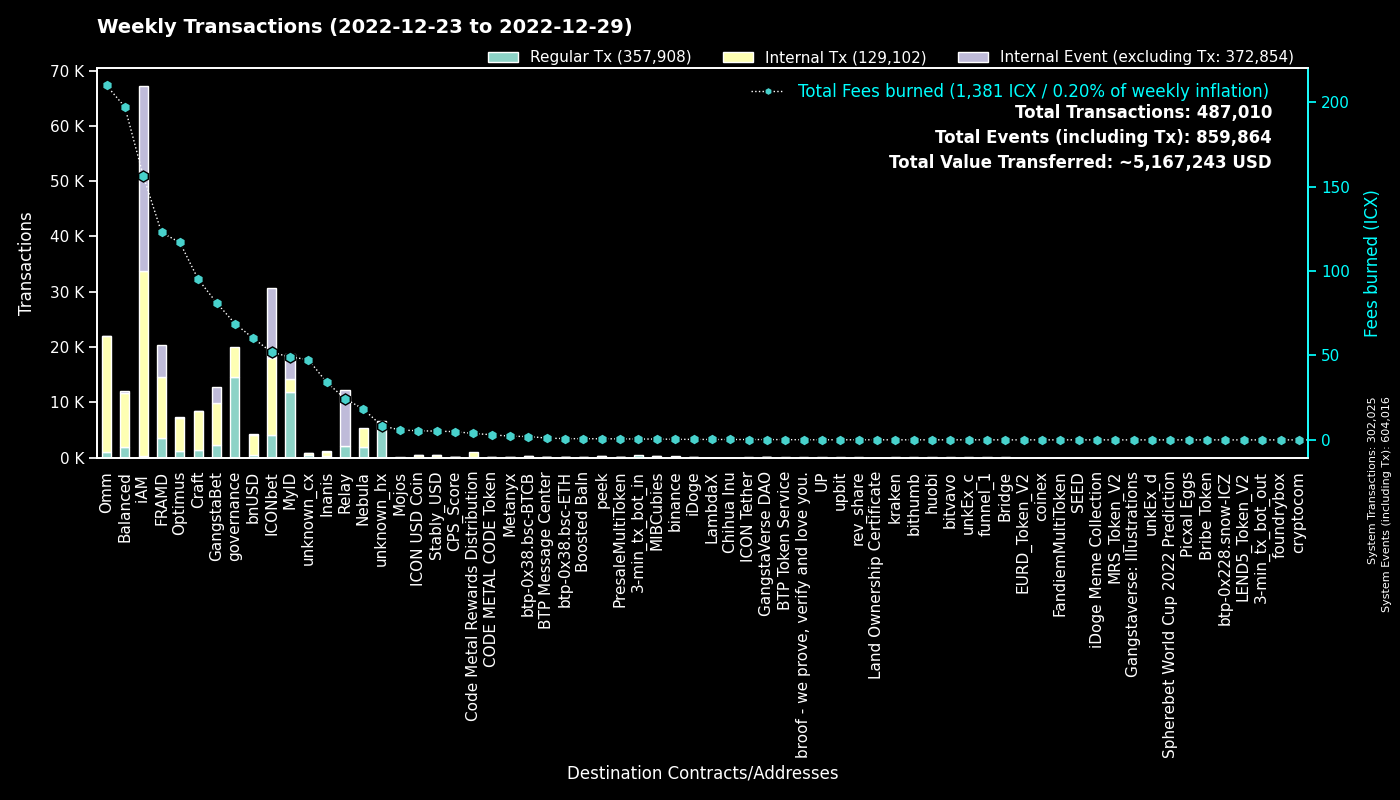 Weekly Transactions (2022-12-23 to 2022-12-29)
Regular Tx (357,908)
Internal Tx (129,102)
Internal Event (excluding Tx: 372,854)
Total Fees burned (1,381 ICX / 0.20% of weekly inflation)
Total Transactions: 487,010
Total Events (including Tx): 859,864
Total Value Transferred: ~5,167,243 USD
Transactions
70 K
60 K
50 K
40 K
30 K
20 K
10 K
0 K
200
150
100
50
0
Fees burned (ICX)
System Transactions: 302,025
System Events (including Tx): 604,016
Omm
Balanced
iAM
FRAMD
Optimus
Craft
GangstaBet
governance
bnUSD
ICONbet
MyID
unknown_cx
Inanis
Relay
Nebula
unknown_hx
Mojos
ICON USD Coin
Stably_USD
CPS_Score
Code Metal Rewards Distribution
CODE METAL CODE Token
Metanyx
btp-0x38.bsc-BTCB
BTP Message Center
btp-0x38.bsc-ETH
Boosted Baln
peek
PresaleMultiToken
3-min_tx_bot_in
MIBCubies
binance
iDoge
LambdaX
Chihua Inu
ICON Tether
GangstaVerse DAO
BTP Token Service
broof - we prove, verify and love you.
UP
upbit
rev_share
Land Ownership Certificate
kraken
bithumb
huobi
bitvavo
unkEx_c
funnel_1
Bridge
EURD_Token_V2
coinex
FandiemMultiToken
SEED
iDoge Meme Collection
MRS_Token_V2
Gangstaverse: Illustrations
unkEx_d
Spherebet World Cup 2022 Prediction
Picxal Eggs
Bribe Token
btp-0x228.snow-ICZ
LEND5_Token_V2
3-min_tx_bot_out
foundrybox
cryptocom
Destination Contracts/Addresses